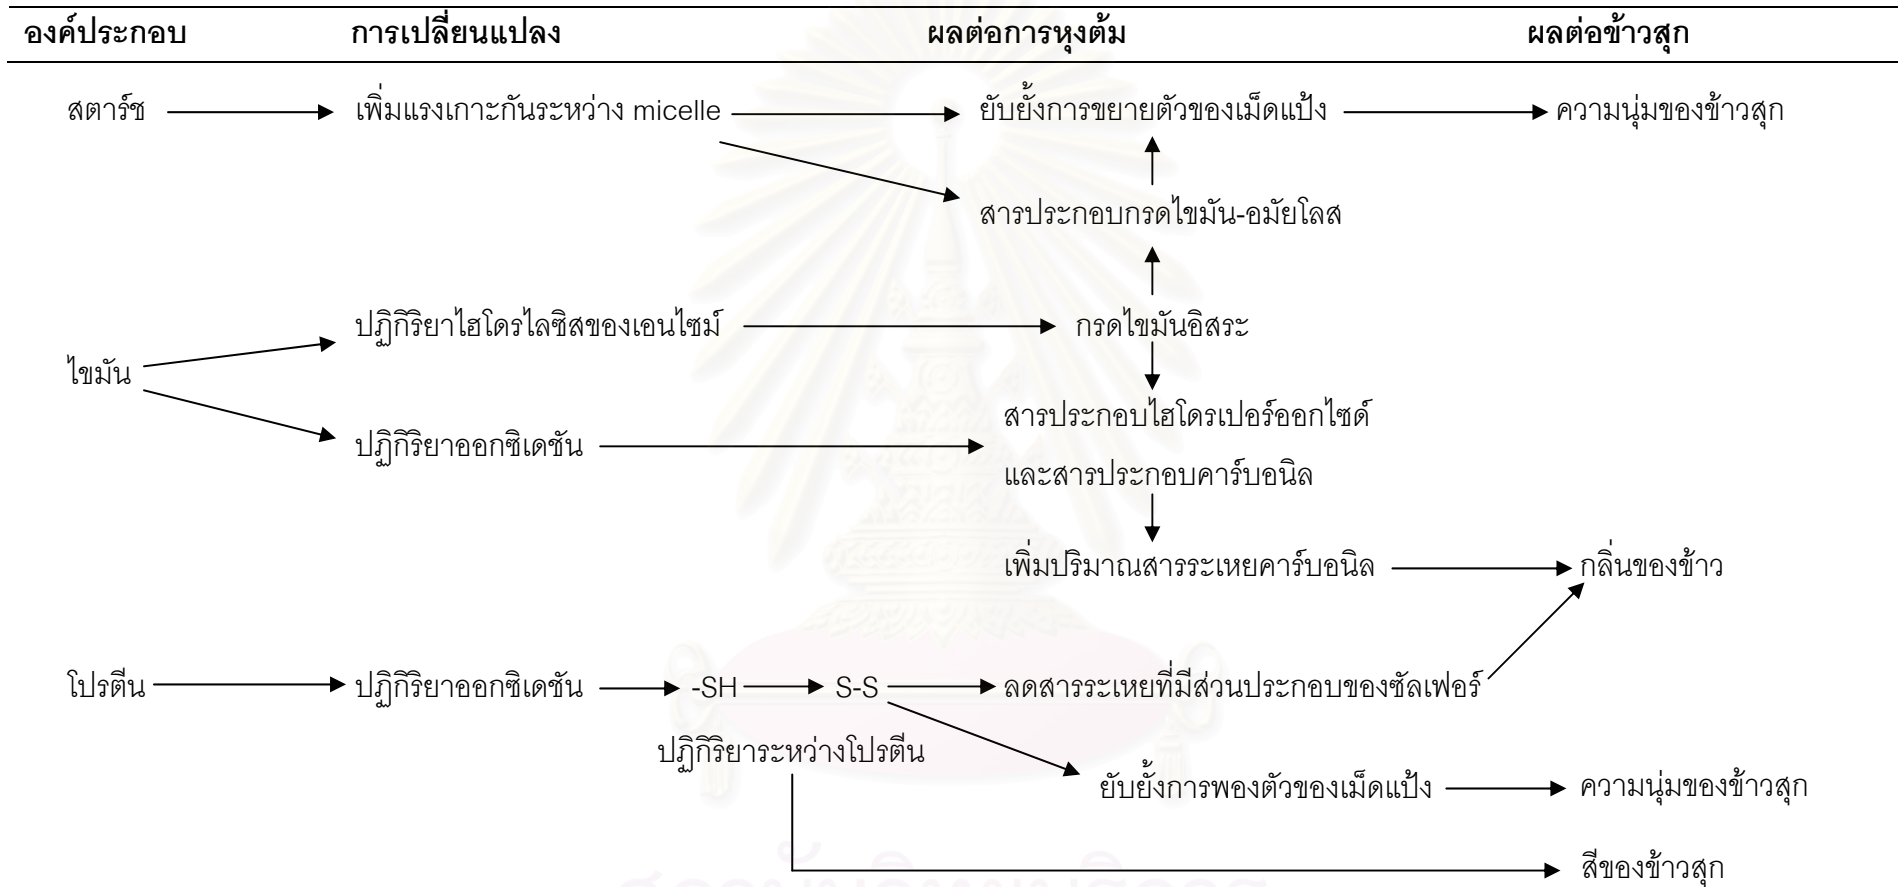 องค์ประกอบ การเปลี่ยนแปลง ผลต่อการหุงต้ม ผลต่อข้าวสุก
สตาร์ช เพิ่มแรงเกาะกันระหว่าง micelle ยับยั้งการขยายตัวของเม็ดแป้ง ความนุ่มของข้าวสุก
สารประกอบกรดไขมัน-อมัยโลส
ปฏิกิริยาไฮโดรไลซิสของเอนไซม์ กรดไขมันอิสระ
ไขมัน
สารประกอบไฮโดรเปอร์ออกไซด์
ปฏิกิริยาออกซิเดชัน
และสารประกอบคาร์บอนิล
เพิ่มปริมาณสารระเหยคาร์บอนิล กลิ่นของข้าว
โปรตีน ปฏิกิริยาออกซิเดชัน -SH S-S ลดสารระเหยที่มีส่วนประกอบของซัลเฟอร์
ปฏิกิริยาระหว่างโปรตีน
ยับยั้งการพองตัวของเม็ดแป้ง ความนุ่มของข้าวสุก
สีของข้าวสุก